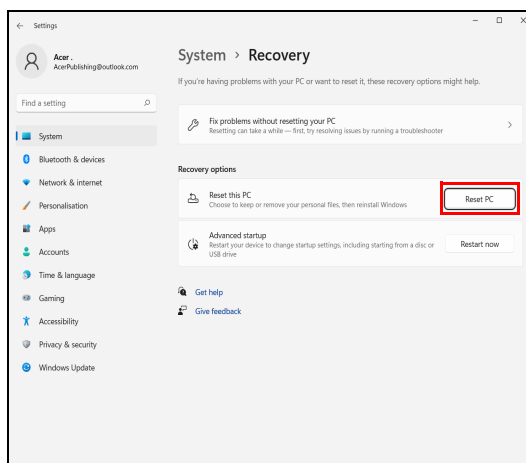 Settings
Acer .
AcerPublishing@outlook.com
Find a setting
System
Bluetooth & devices
Network & internet
Personalisation
Apps
Accounts
Time & language
Gaming
Accessibility
Privacy & security
Windows Update
System > Recovery
If you're having problems with your PC or want to reset it, these recovery options might help.
Fix problems without resetting your PC
Resetting can take a while — first, try resolving issues by running a troubleshooter
Recovery options
Reset this PC
Choose to keep or remove your personal files, then reinstall Windows
Reset PC
Advanced startup
Restart your device to change startup settings, including starting from a disc or
USB drive
Restart now
Get help
Give feedback